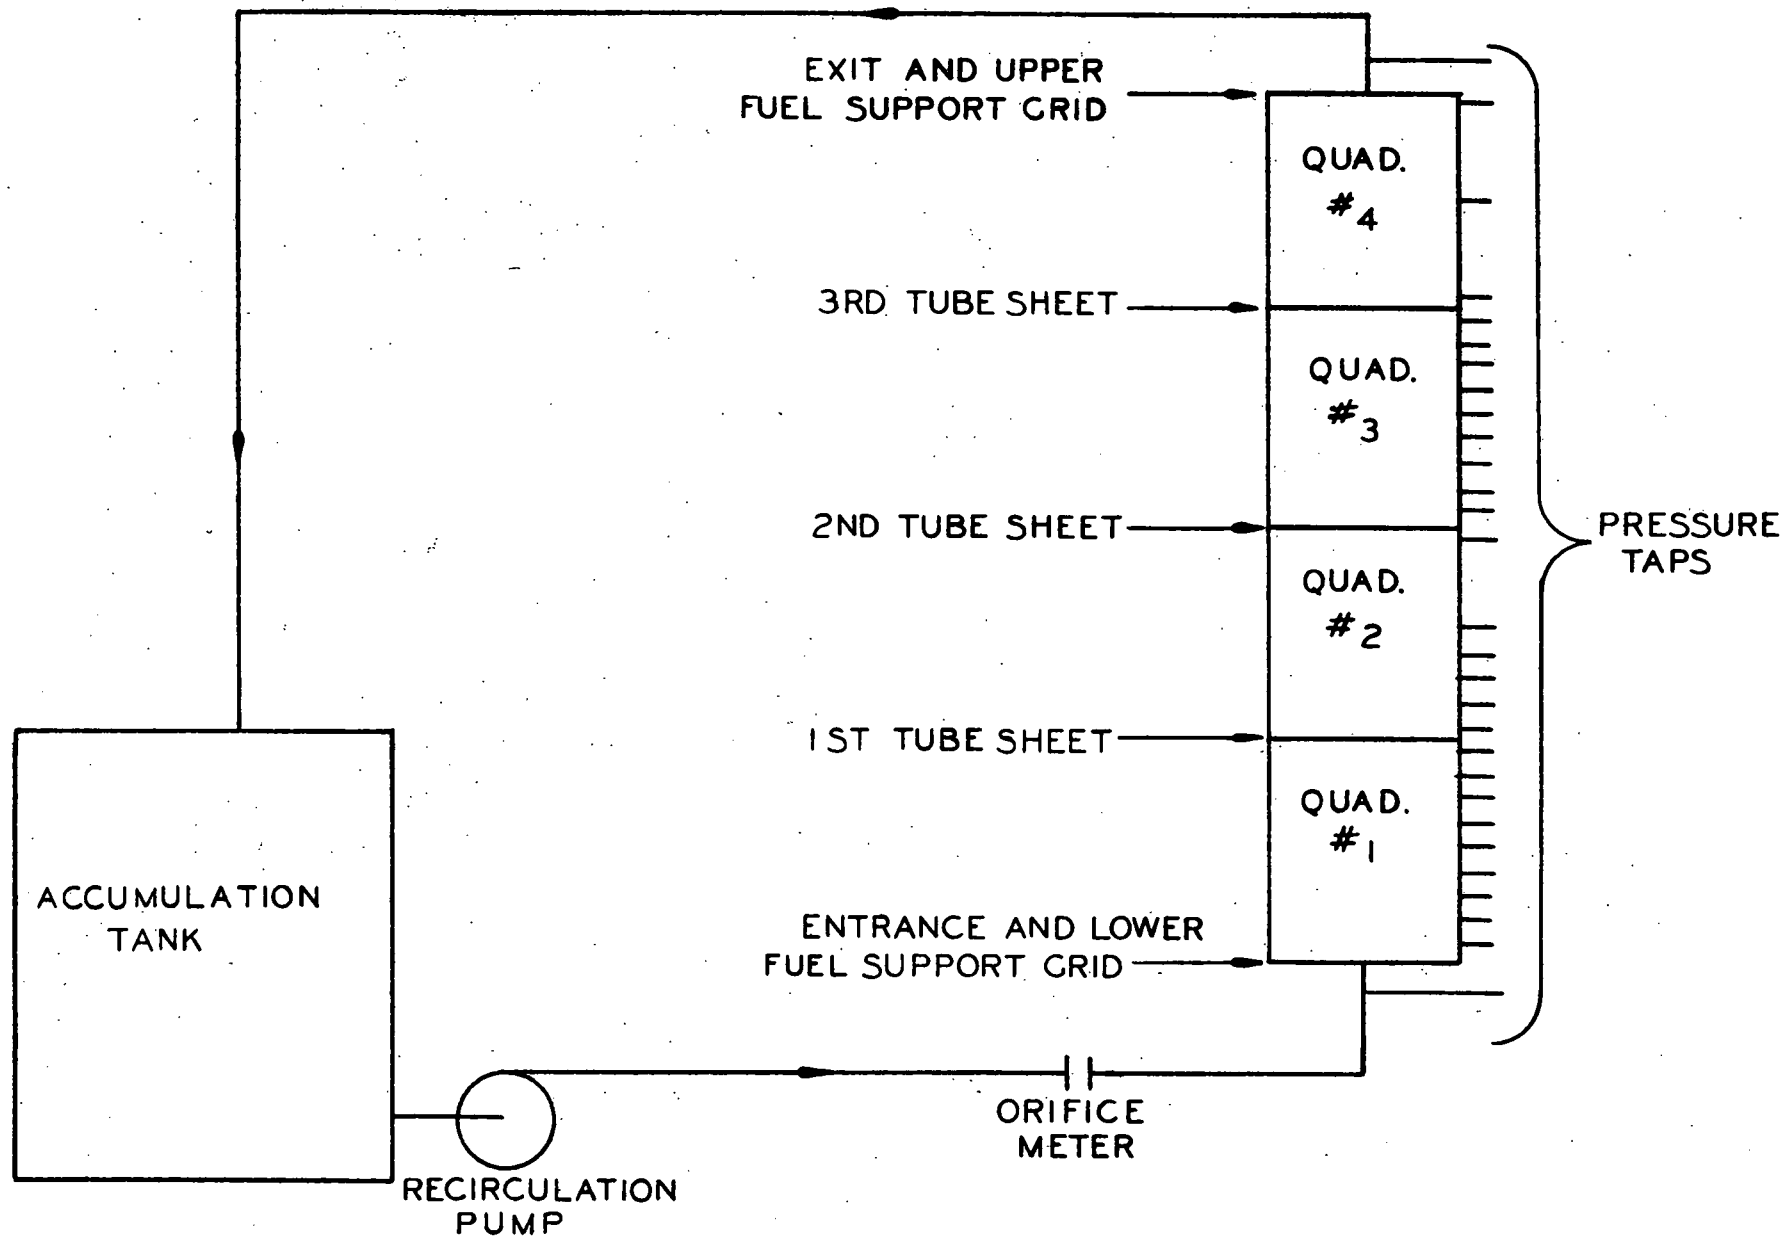 EXIT AND UPPER
FUEL SUPPORT GRID
QUAD.
#4
3RD TUBE SHEET
QUAD.
#3
2ND TUBE SHEET
PRESSURE
TAPS
QUAD.
#2
1ST TUBE SHEET
QUAD.
#1
ACCUMULATION
TANK
ENTRANCE AND LOWER
FUEL SUPPORT GRID
ORIFICE
METER
RECIRCULATION
PUMP